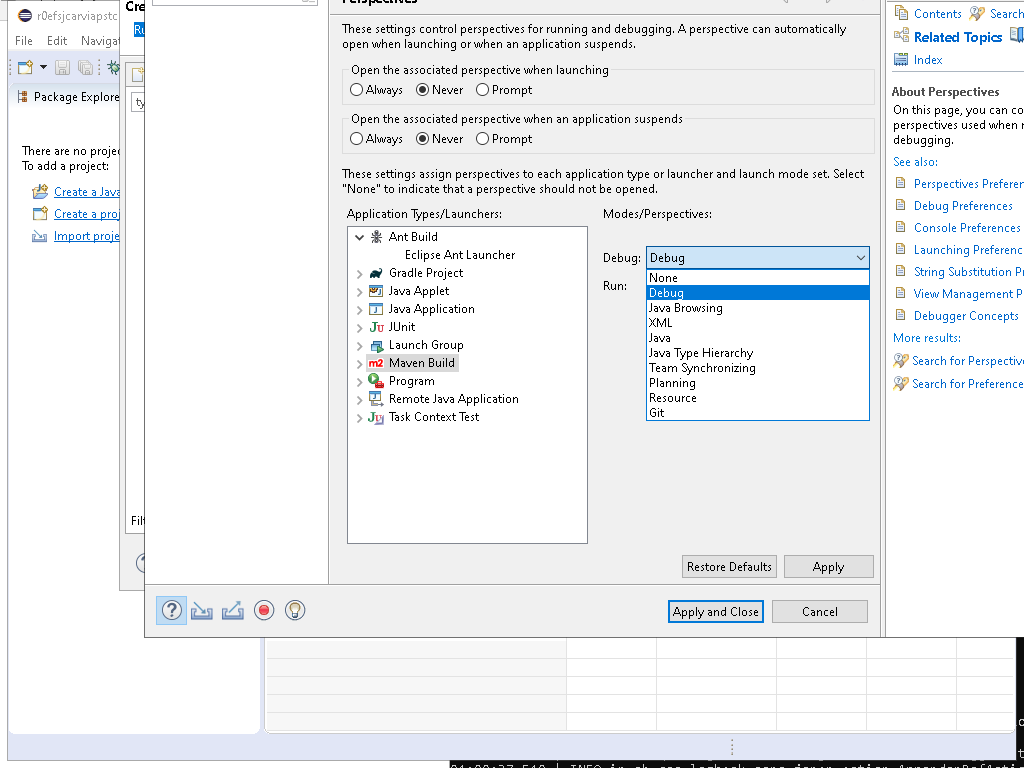 r0efsjcarviapstc
File Edit Navigat
Package Explore
There are no projec
To add a project:
Create a Java
Create a proj
Import proje
Cre
Ru
ty
Filt
Perspectives
These settings control perspectives for running and debugging. A perspective can automatically
open when launching or when an application suspends.
Open the associated perspective when launching
Always Never Prompt
Open the associated perspective when an application suspends
Always Never Prompt
These settings assign perspectives to each application type or launcher and launch mode set. Select
"None" to indicate that a perspective should not be opened.
Application Types/Launchers:
Ant Build
Eclipse Ant Launcher
Gradle Project
Java Applet
Java Application
JUnit
Launch Group
Maven Build
Program
Remote Java Application
Task Context Test
Modes/Perspectives:
Debug: Debug
Run:
None
Debug
Java Browsing
XML
Java
Java Type Hierarchy
Team Synchronizing
Planning
Resource
Git
Restore Defaults Apply
Apply and Close Cancel
Contents Search
Related Topics
Index
About Perspectives
On this page, you can co
perspectives used when r
debugging.
See also:
Perspectives Preferen
Debug Preferences
Console Preferences
Launching Preferenc
String Substitution Pr
View Management P
Debugger Concepts
More results:
Search for Perspective
Search for Preference